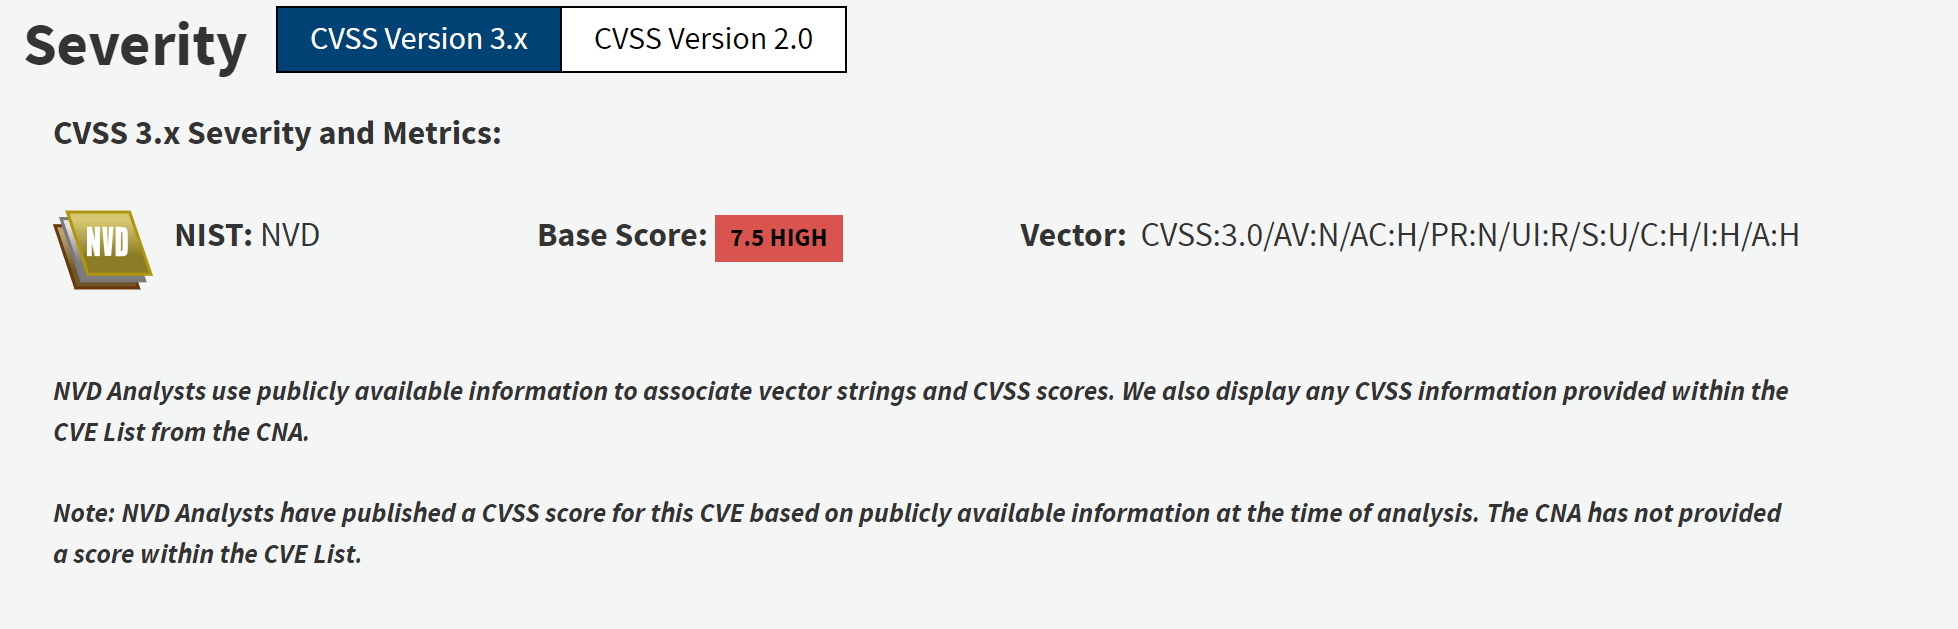 Severity CVSS Version 3.x CVSS Version 2.0
CVSS 3.x Severity and Metrics:
NVD NIST: NVD Base Score: 7.5 HIGH Vector: CVSS:3.0/AV:N/AC:H/PR:N/UI:R/S:U/C:H/I:H/A:H
NVD Analysts use publicly available information to associate vector strings and CVSS scores. We also display any CVSS information provided within the
CVE List from the CNA.
Note: NVD Analysts have published a CVSS score for this CVE based on publicly available information at the time of analysis. The CNA has not provided
a score within the CVE List.